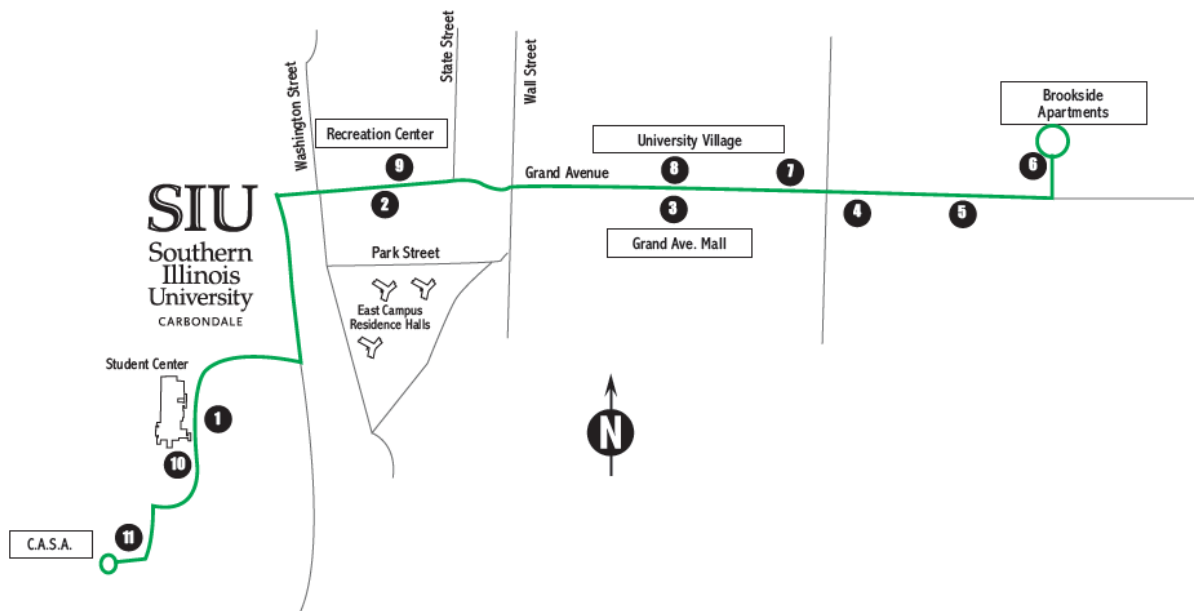 Washington Street
State Street
Wall Street
Brookside
Apartments
Recreation Center
University Village
9
8
7
6
Grand Avenue
2
3
4
5
SIU
Southern
Illinois
University
CARBONDALE
Grand Ave. Mall
Park Street
East Campus
Residence Halls
Student Center
1
N
10
11
C.A.S.A.